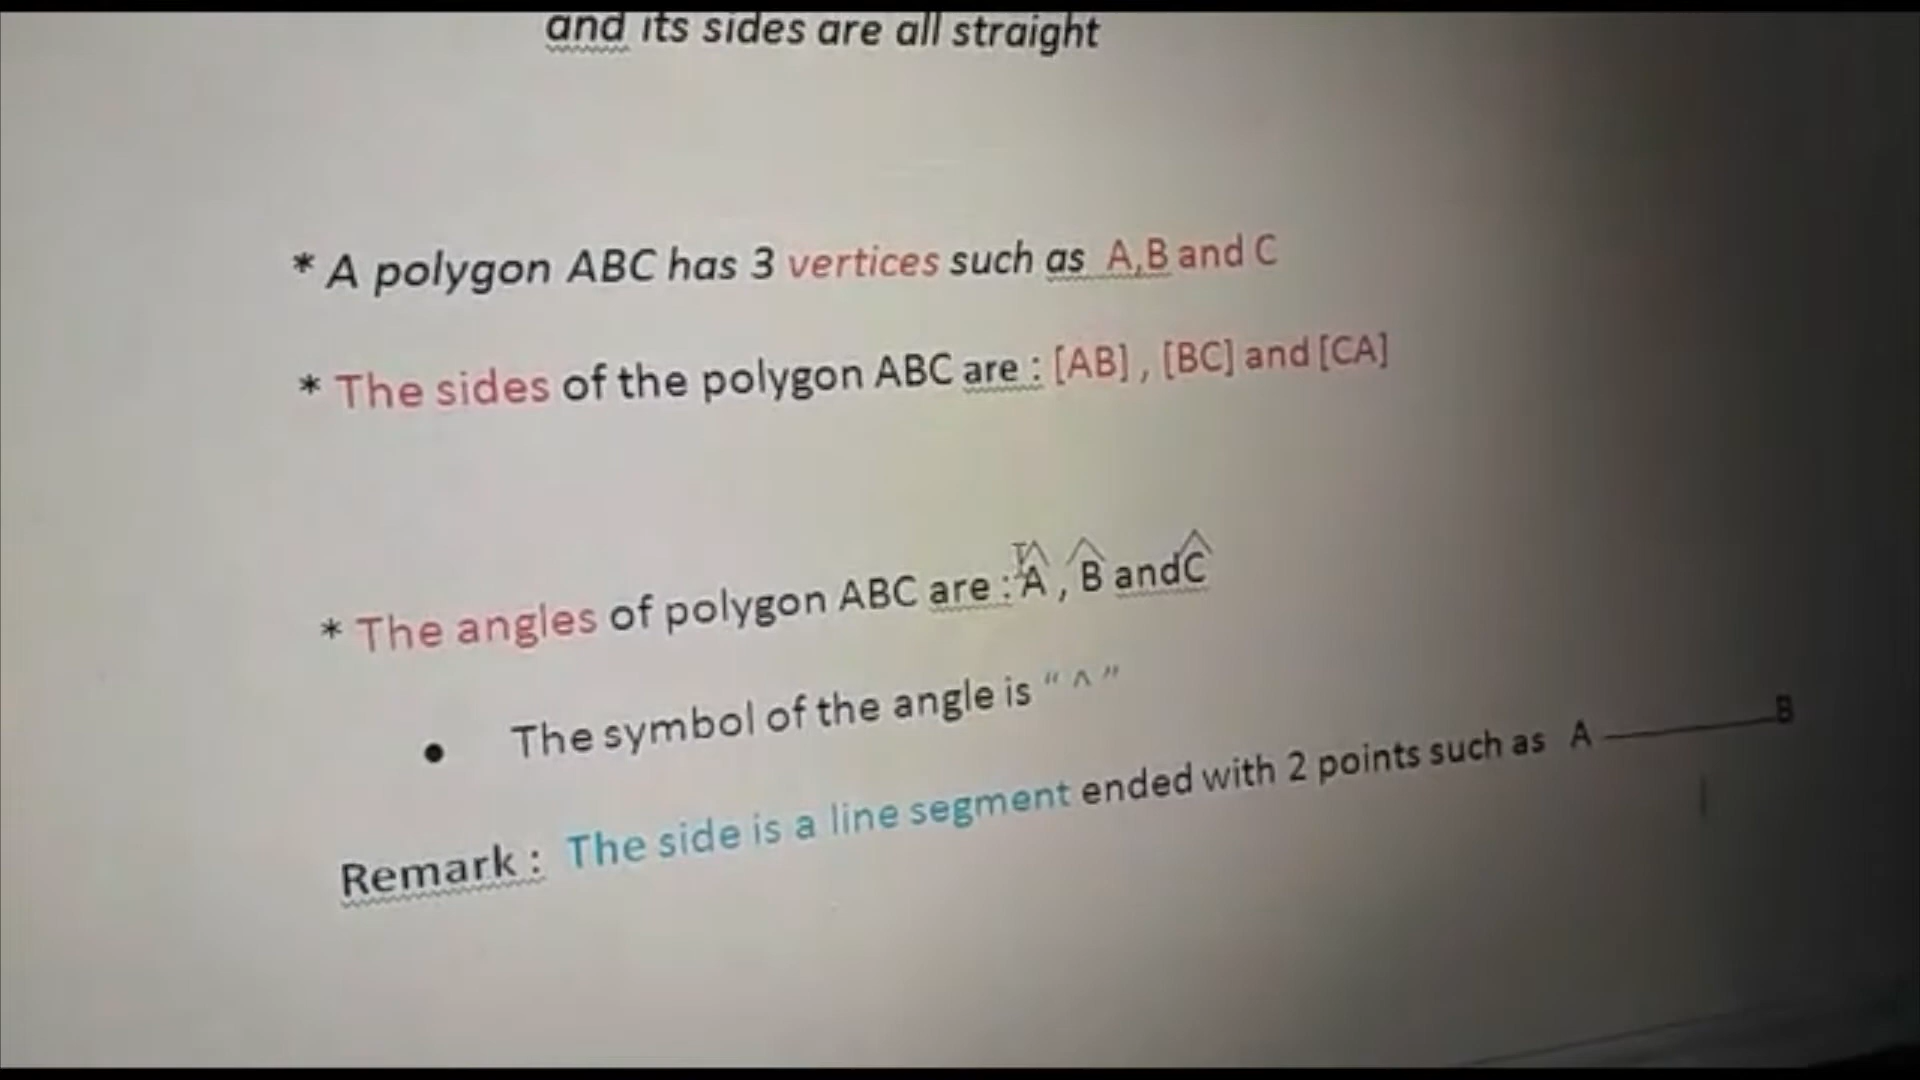 and its sides are all straight
* A polygon ABC has 3 vertices such as A,B and C
* The sides of the polygon ABC are : [AB] , [BC] and [CA]
* The angles of polygon ABC are : Â , B̂ and Ĉ
• The symbol of the angle is “ ^ ”
Remark : The side is a line segment ended with 2 points such as A ———— B